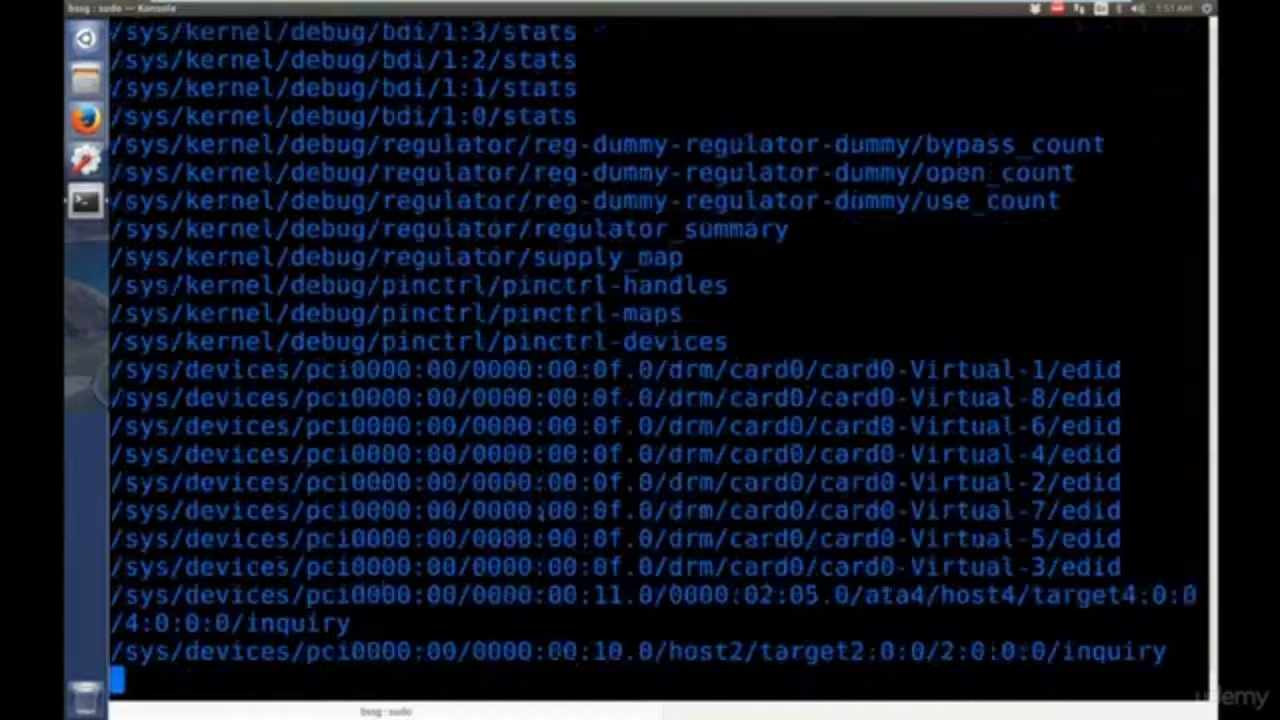 bssg : sudo — Konsole
1:51 AM
/sys/kernel/debug/bdi/1:3/stats
/sys/kernel/debug/bdi/1:2/stats
/sys/kernel/debug/bdi/1:1/stats
/sys/kernel/debug/bdi/1:0/stats
/sys/kernel/debug/regulator/reg-dummy-regulator-dummy/bypass_count
/sys/kernel/debug/regulator/reg-dummy-regulator-dummy/open_count
/sys/kernel/debug/regulator/reg-dummy-regulator-dummy/use_count
/sys/kernel/debug/regulator/regulator_summary
/sys/kernel/debug/regulator/supply_map
/sys/kernel/debug/pinctrl/pinctrl-handles
/sys/kernel/debug/pinctrl/pinctrl-maps
/sys/kernel/debug/pinctrl/pinctrl-devices
/sys/devices/pci0000:00/0000:00:0f.0/drm/card0/card0-Virtual-1/edid
/sys/devices/pci0000:00/0000:00:0f.0/drm/card0/card0-Virtual-8/edid
/sys/devices/pci0000:00/0000:00:0f.0/drm/card0/card0-Virtual-6/edid
/sys/devices/pci0000:00/0000:00:0f.0/drm/card0/card0-Virtual-4/edid
/sys/devices/pci0000:00/0000:00:0f.0/drm/card0/card0-Virtual-2/edid
/sys/devices/pci0000:00/0000:00:0f.0/drm/card0/card0-Virtual-7/edid
/sys/devices/pci0000:00/0000:00:0f.0/drm/card0/card0-Virtual-5/edid
/sys/devices/pci0000:00/0000:00:0f.0/drm/card0/card0-Virtual-3/edid
/sys/devices/pci0000:00/0000:00:11.0/0000:02:05.0/ata4/host4/target4:0:0
/4:0:0:0/inquiry
/sys/devices/pci0000:00/0000:00:10.0/host2/target2:0:0/2:0:0:0/inquiry
bssg : sudo
udemy